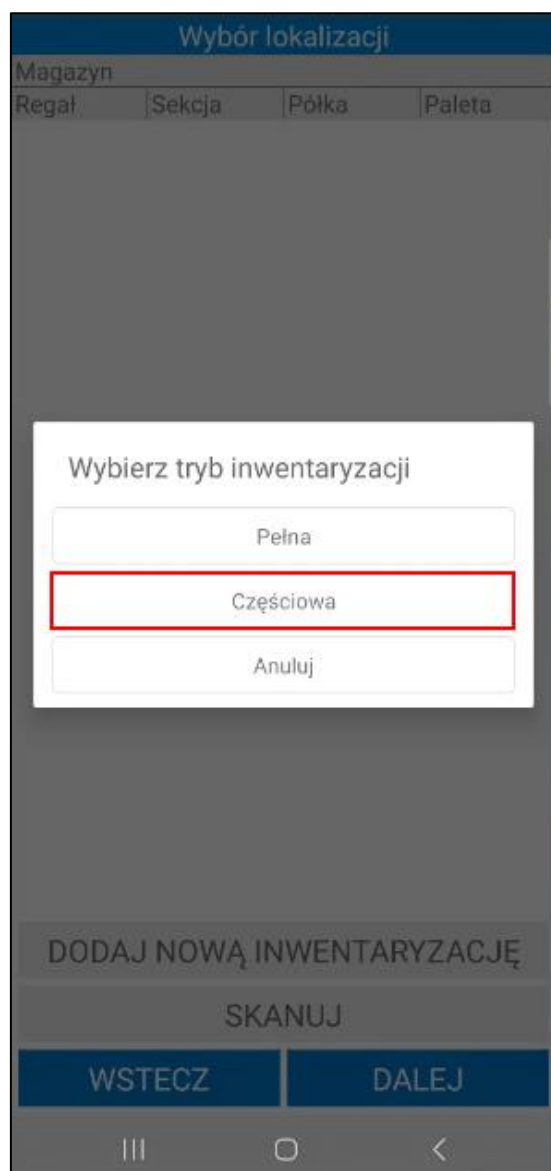 Wybór lokalizacji
Magazyn
Regał Sekcja Półka Paleta
Wybierz tryb inwentaryzacji
Pełna
Częściowa
Anuluj
DODAJ NOWĄ INWENTARYZACJĘ
SKANUJ
WSTECZ DALEJ